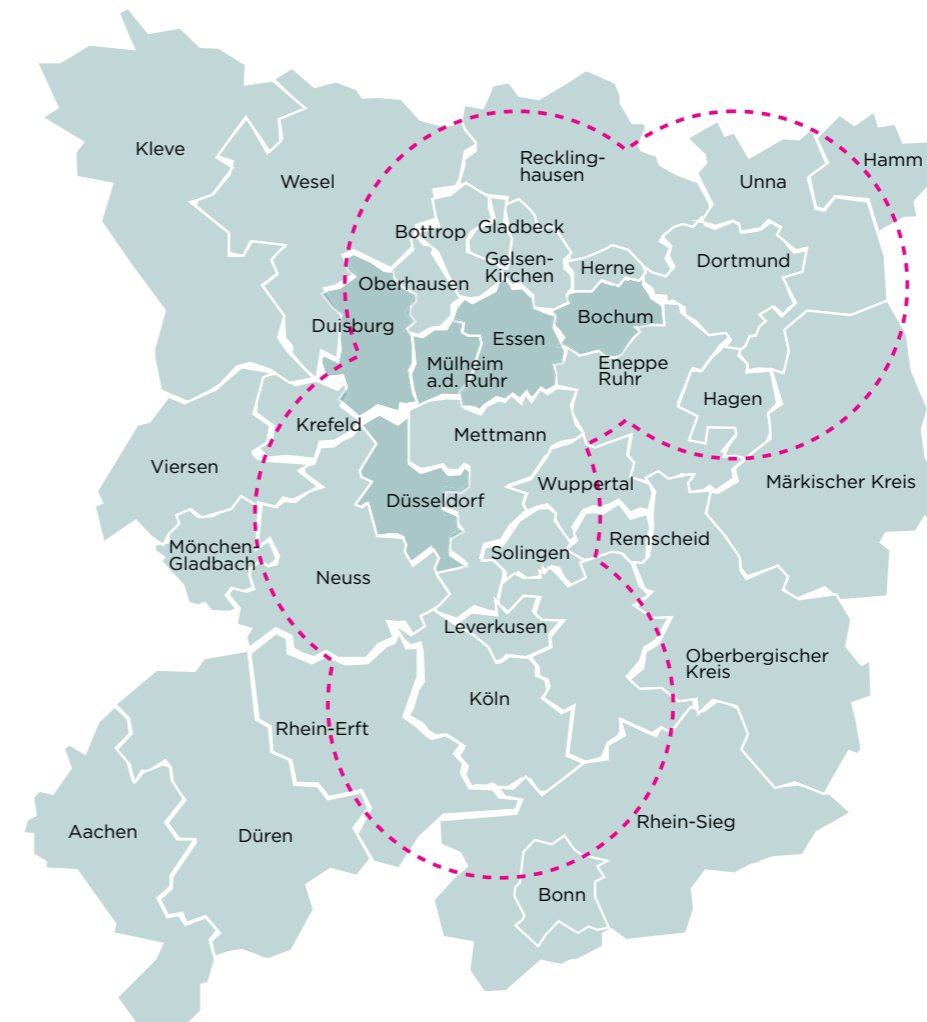 Kleve
Wesel
Reckling-
hausen
Unna
Hamm
Bottrop
Gladbeck
Gelsen-
Kirchen
Herne
Dortmund
Oberhausen
Duisburg
Mülheim
a.d. Ruhr
Essen
Bochum
Eneppe
Ruhr
Hagen
Krefeld
Mettmann
Viersen
Wuppertal
Märkischer Kreis
Düsseldorf
Mönchen-
Gladbach
Solingen
Remscheid
Neuss
Leverkusen
Oberbergischer
Kreis
Köln
Rhein-Erft
Aachen
Düren
Rhein-Sieg
Bonn